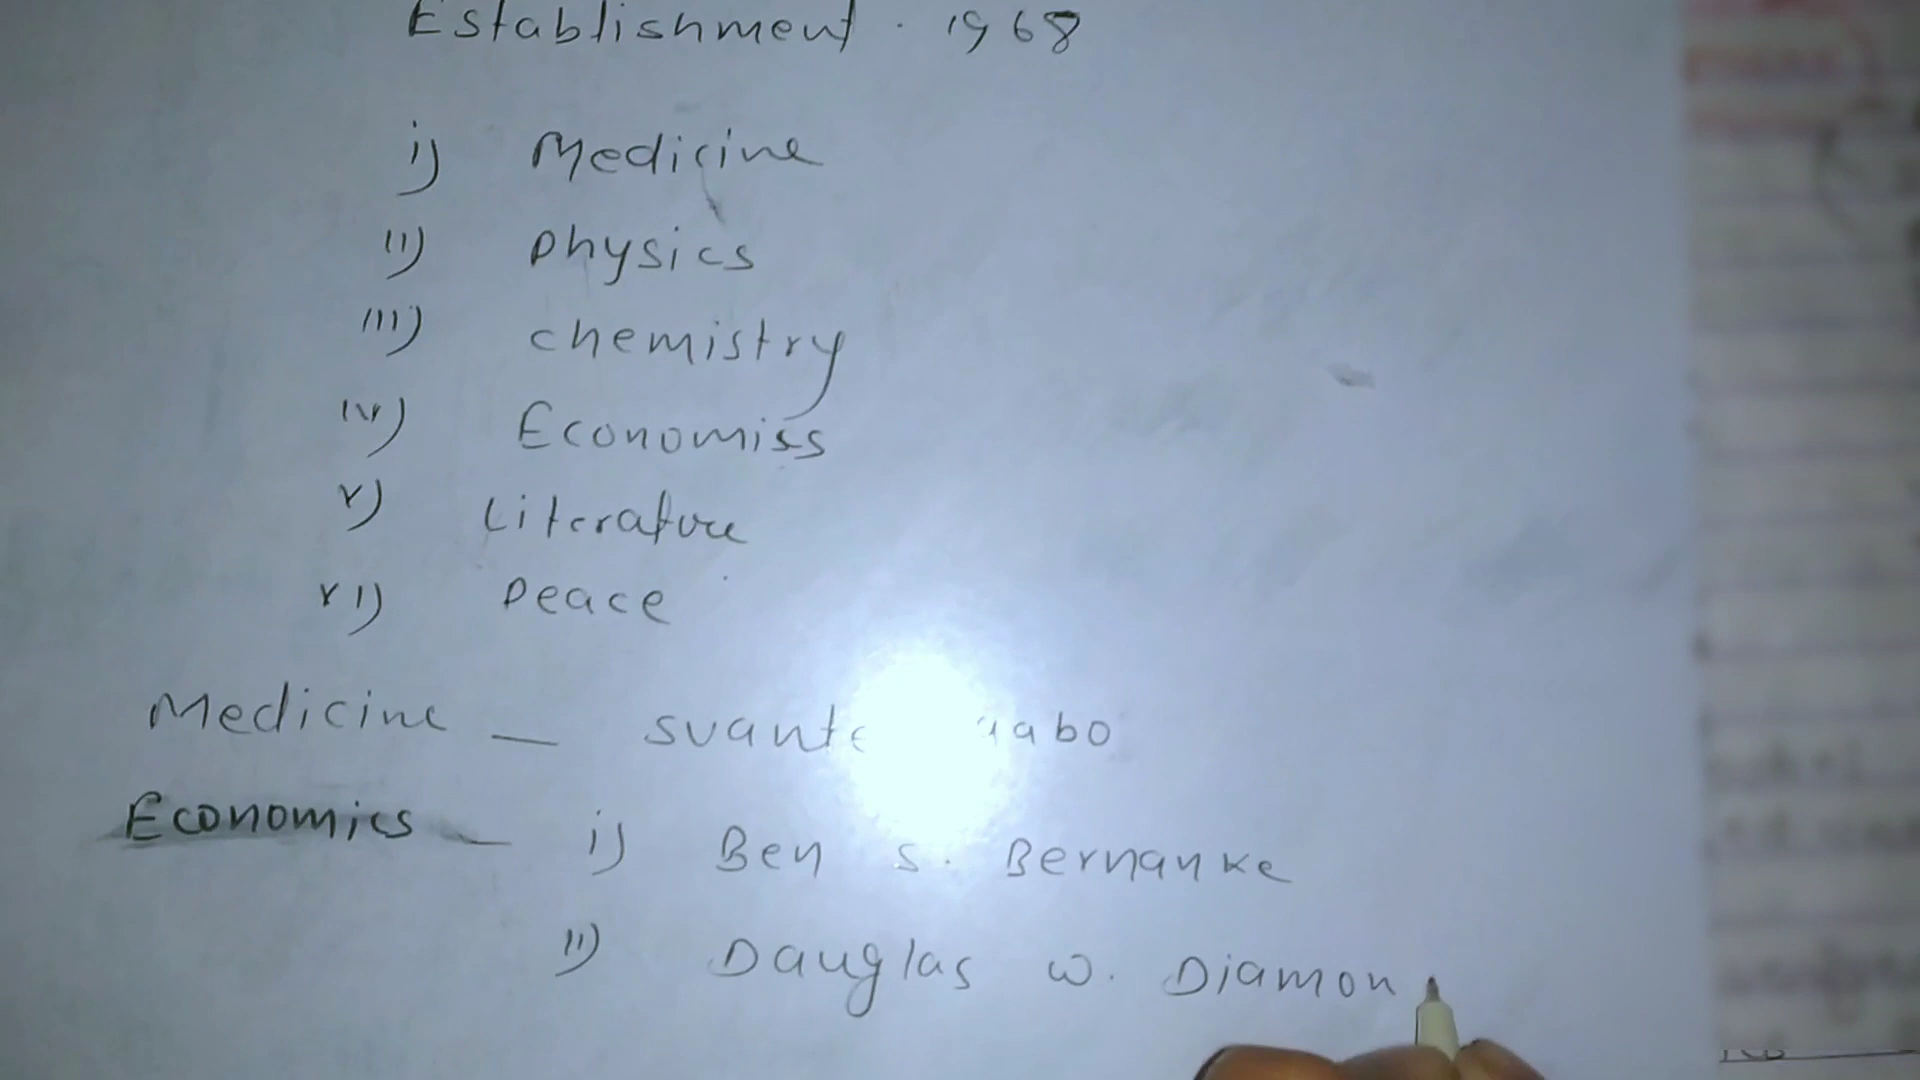 Establishment . 1968
i) Medicine
ii) Physics
iii) chemistry
iv) Economiss
v) Literature
vi) Peace
Medicine — svante aabo
Economics — i) Ben S. Bernanke
ii) Dauglas W. Diamon